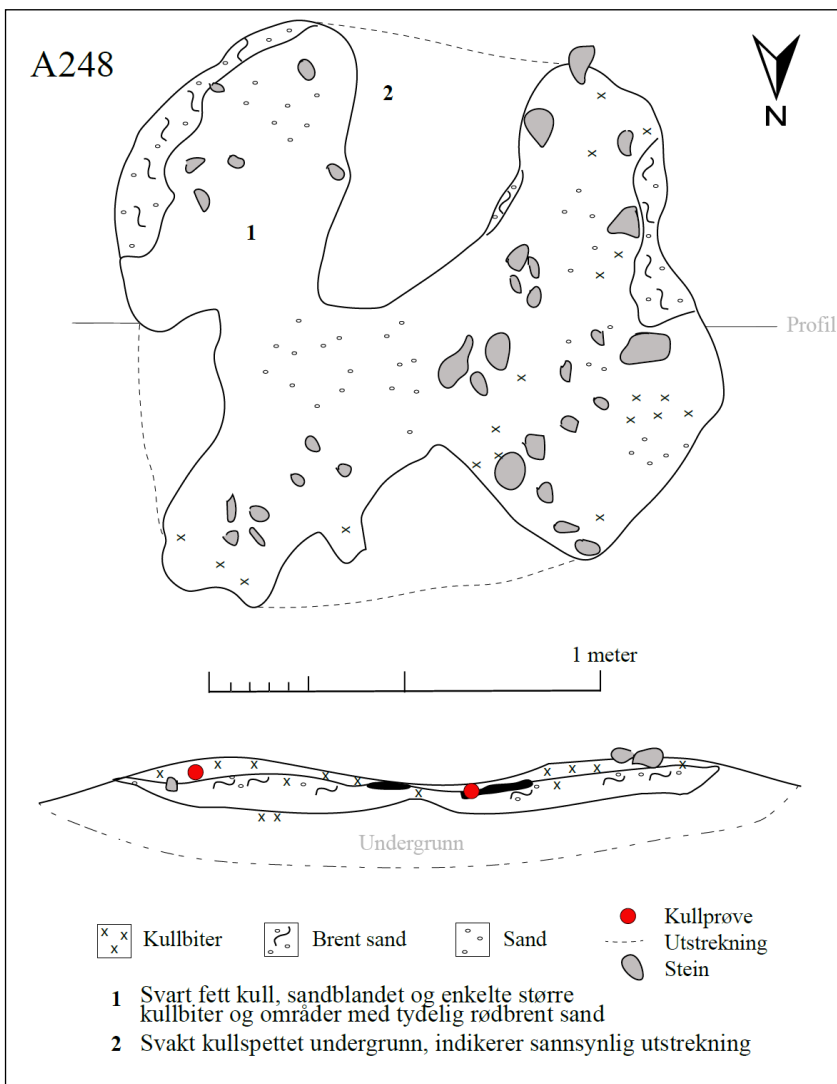 A248
N
2
1
Profil
1 meter
Undergrunn
Kullbiter
Brent sand
Sand
Kullprøve
Utstrekning
Stein
1 Svart fett kull, sandblandet og enkelte større
kullbiter og områder med tydelig rødbrent sand
2 Svakt kullspettet undergrunn, indikerer sannsynlig utstrekning